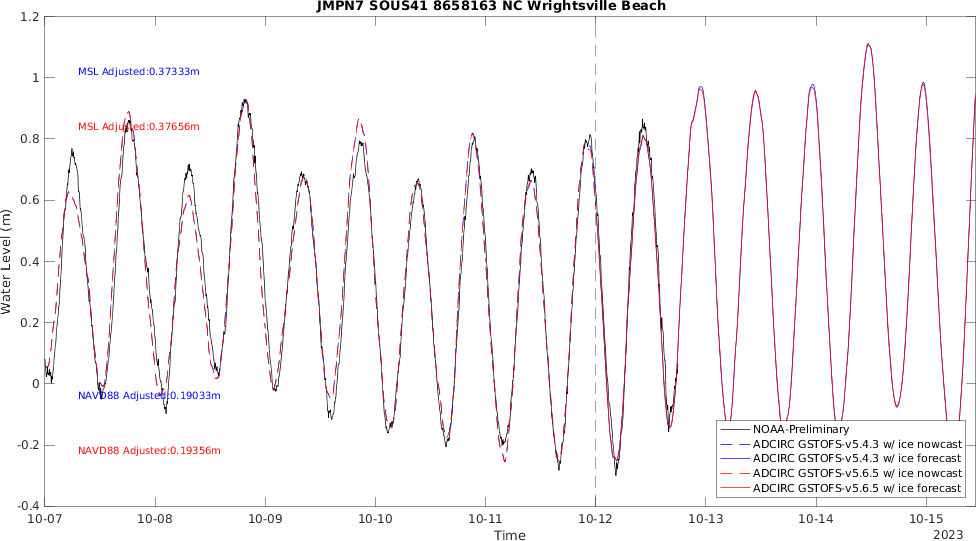 JMPN7 SOUS41 8658163 NC Wrightsville Beach
1.2
1
0.8
0.6
0.4
0.2
0
-0.2
-0.4
Water Level (m)
MSL Adjusted:0.37333m
MSL Adjusted:0.37656m
NAVD88 Adjusted:0.19033m
NAVD88 Adjusted:0.19356m
NOAA-Preliminary
ADCIRC GSTOFS-v5.4.3 w/ ice nowcast
ADCIRC GSTOFS-v5.4.3 w/ ice forecast
ADCIRC GSTOFS-v5.6.5 w/ ice nowcast
ADCIRC GSTOFS-v5.6.5 w/ ice forecast
10-07 10-08 10-09 10-10 10-11 10-12 10-13 10-14 10-15
Time
2023